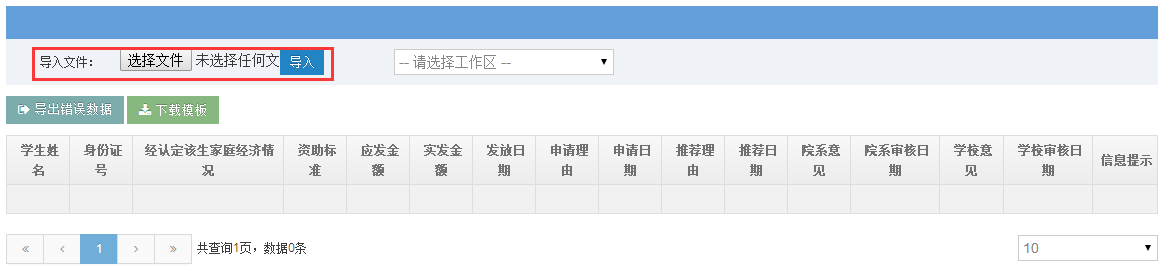 导入文件： 选择文件 未选择任何文 导入 -- 请选择工作区 --
导出错误数据 下载模板
学生姓名 身份证号 经认定该生家庭经济情况 资助标准 应发金额 实发金额 发放日期 申请理由 申请日期 推荐理由 推荐日期 院系意见 院系审核日期 学校意见 学校审核日期 信息提示
« ‹ 1 › » 共查询1页，数据0条 10